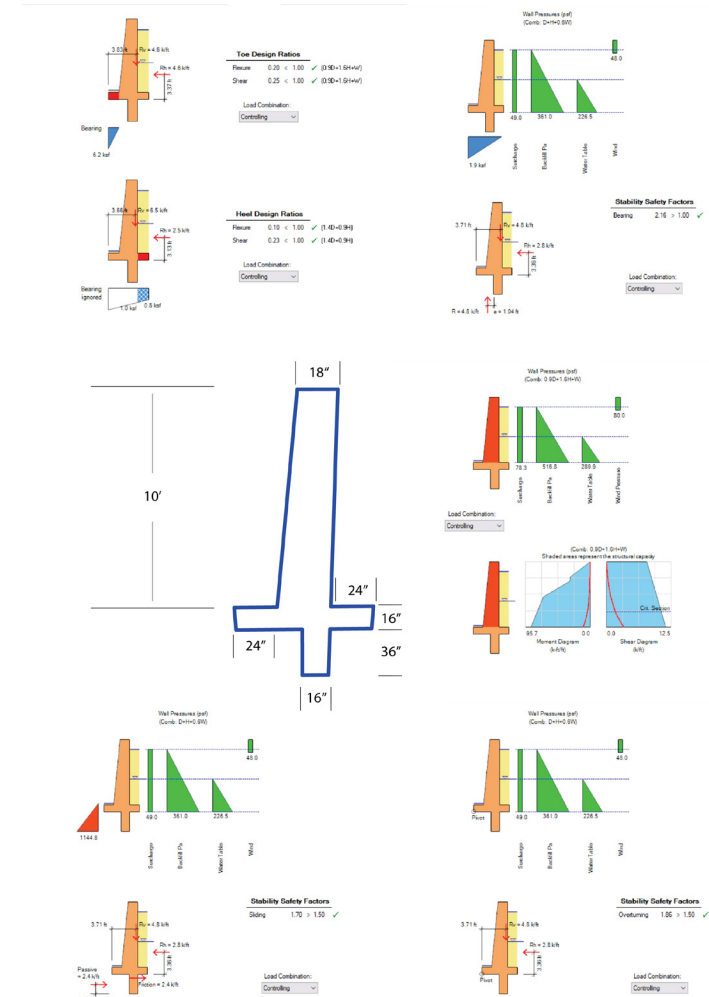 3.83 ft
Rv = 4.8 k/ft
Rh = 4.8 k/ft
3.37 ft
Bearing
6.2 ksf
Toe Design Ratios
Flexure 0.20 < 1.00 ✓ (0.9D+1.6H+W)
Shear 0.25 < 1.00 ✓ (0.9D+1.6H+W)
Load Combination:
Controlling
Wall Pressures (psf)
(Comb: D+H+0.6W)
48.0
49.0 361.0 226.5
1.9 ksf
Surcharge
Backfill Pa
Water Table
Wind
3.68 ft
Rv = 6.5 k/ft
Rh = 2.5 k/ft
3.13 ft
Bearing
ignored
1.0 ksf
0.8 ksf
Heel Design Ratios
Flexure 0.10 < 1.00 ✓ (1.4D+0.9H)
Shear 0.23 < 1.00 ✓ (1.4D+0.9H)
Load Combination:
Controlling
3.71 ft
Rv = 4.8 k/ft
Rh = 2.8 k/ft
3.36 ft
R = 4.8 k/ft
e = 1.04 ft
Stability Safety Factors
Bearing 2.16 > 1.00 ✓
Load Combination:
Controlling
18"
10'
24"
16"
24"
36"
16"
Wall Pressures (psf)
(Comb: 0.9D+1.6H+W)
80.0
78.3 516.8 289.9
Surcharge
Backfill Pa
Water Table
Wind Pressure
Load Combination:
Controlling
(Comb: 0.9D+1.6H+W)
Shaded areas represent the structural capacity
Crit. Section
95.7 0.0 0.0 12.5
Moment Diagram
(k-ft/ft)
Shear Diagram
(k/ft)
Wall Pressures (psf)
(Comb: D+H+0.6W)
48.0
49.0 361.0 226.5
1144.8
Surcharge
Backfill Pa
Water Table
Wind
Wall Pressures (psf)
(Comb: D+H+0.6W)
48.0
Pivot
49.0 361.0 226.5
Surcharge
Backfill Pa
Water Table
Wind
3.71 ft
Rv = 4.8 k/ft
Rh = 2.8 k/ft
3.36 ft
Passive
= 2.4 k/ft
Friction = 2.4 k/ft
Stability Safety Factors
Sliding 1.70 > 1.50 ✓
Load Combination:
Controlling
3.71 ft
Rv = 4.8 k/ft
Rh = 2.8 k/ft
3.36 ft
Pivot
Stability Safety Factors
Overturning 1.86 > 1.50 ✓
Load Combination:
Controlling